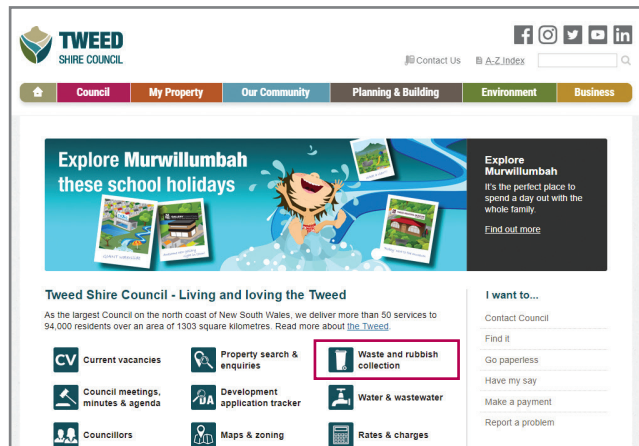 TWEED
SHIRE COUNCIL
Contact Us
A-Z Index
Council
My Property
Our Community
Planning & Building
Environment
Business
Explore Murwillumbah
these school holidays
Explore
Murwillumbah
It's the perfect place to
spend a day out with the
whole family.
Find out more
Tweed Shire Council - Living and loving the Tweed
As the largest Council on the north coast of New South Wales, we deliver more than 50 services to
94,000 residents over an area of 1303 square kilometres. Read more about the Tweed.
CV Current vacancies
Property search &
enquiries
Waste and rubbish
collection
Council meetings,
minutes & agenda
DA
Development
application tracker
Water & wastewater
Councillors
Maps & zoning
Rates & charges
I want to...
Contact Council
Find it
Go paperless
Have my say
Make a payment
Report a problem